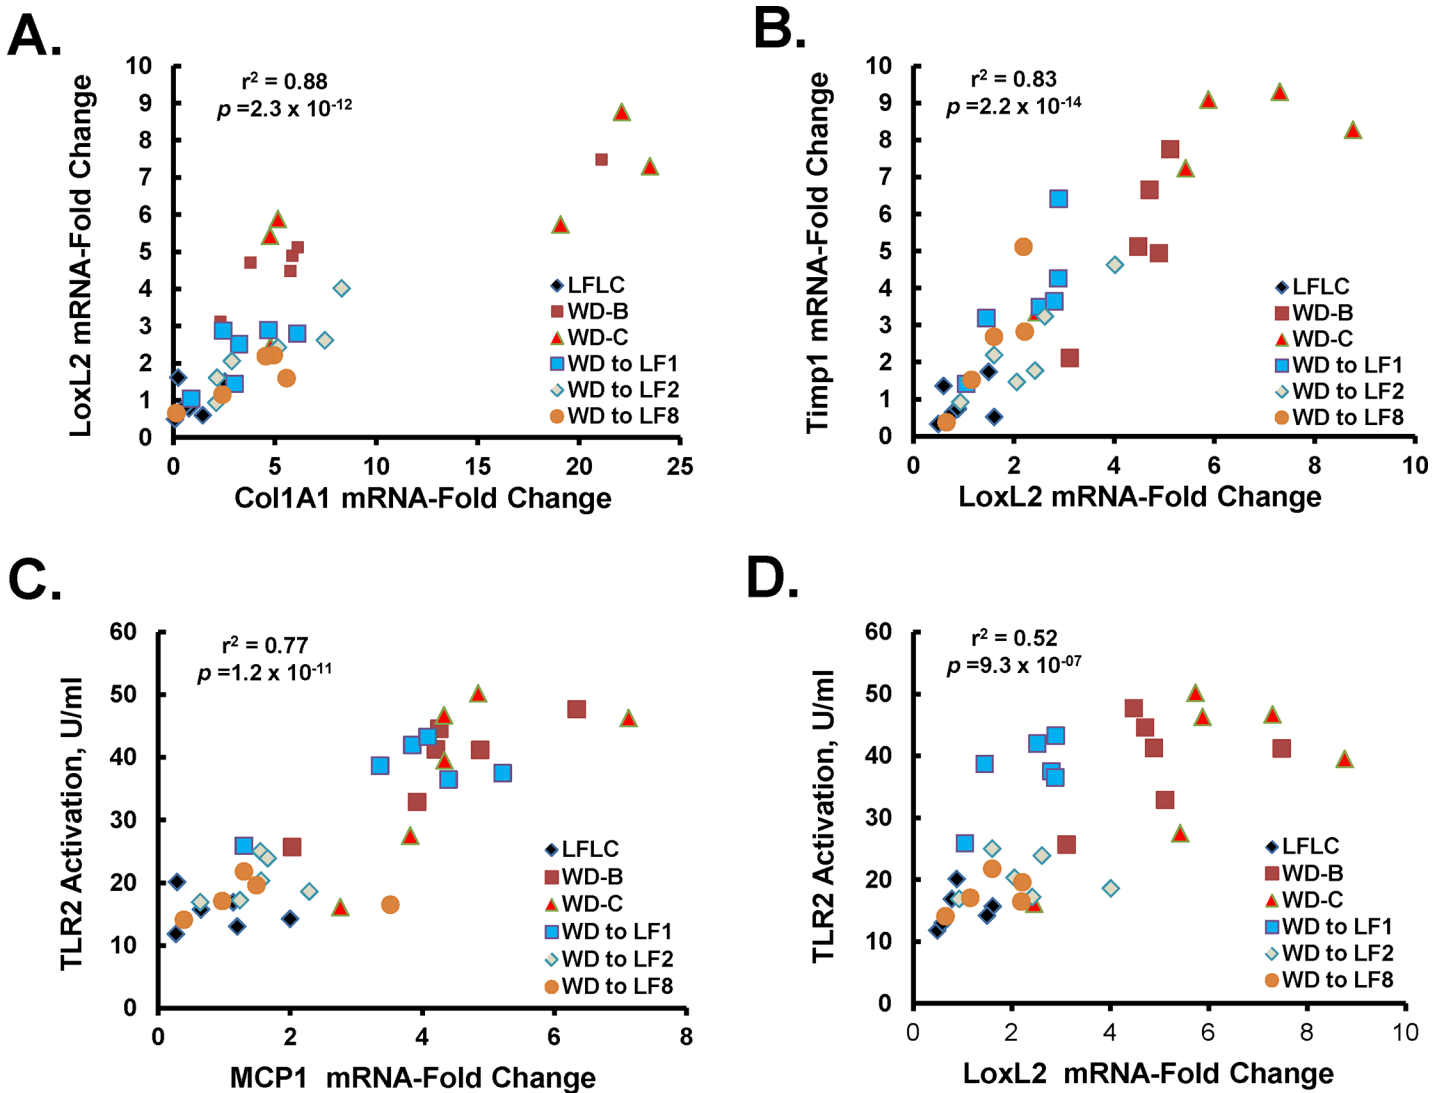 A.
r² = 0.88
p =2.3 x 10⁻¹²
LoxL2 mRNA-Fold Change
10
9
8
7
6
5
4
3
2
1
0
LFLC
WD-B
WD-C
WD to LF1
WD to LF2
WD to LF8
0 5 10 15 20 25
Col1A1 mRNA-Fold Change
B.
r² = 0.83
p =2.2 x 10⁻¹⁴
Timp1 mRNA-Fold Change
10
9
8
7
6
5
4
3
2
1
0
LFLC
WD-B
WD-C
WD to LF1
WD to LF2
WD to LF8
0 2 4 6 8 10
LoxL2 mRNA-Fold Change
C.
r² = 0.77
p =1.2 x 10⁻¹¹
TLR2 Activation, U/ml
60
50
40
30
20
10
0
LFLC
WD-B
WD-C
WD to LF1
WD to LF2
WD to LF8
0 2 4 6 8
MCP1 mRNA-Fold Change
D.
r² = 0.52
p =9.3 x 10⁻⁰⁷
TLR2 Activation, U/ml
60
50
40
30
20
10
0
LFLC
WD-B
WD-C
WD to LF1
WD to LF2
WD to LF8
0 2 4 6 8 10
LoxL2 mRNA-Fold Change